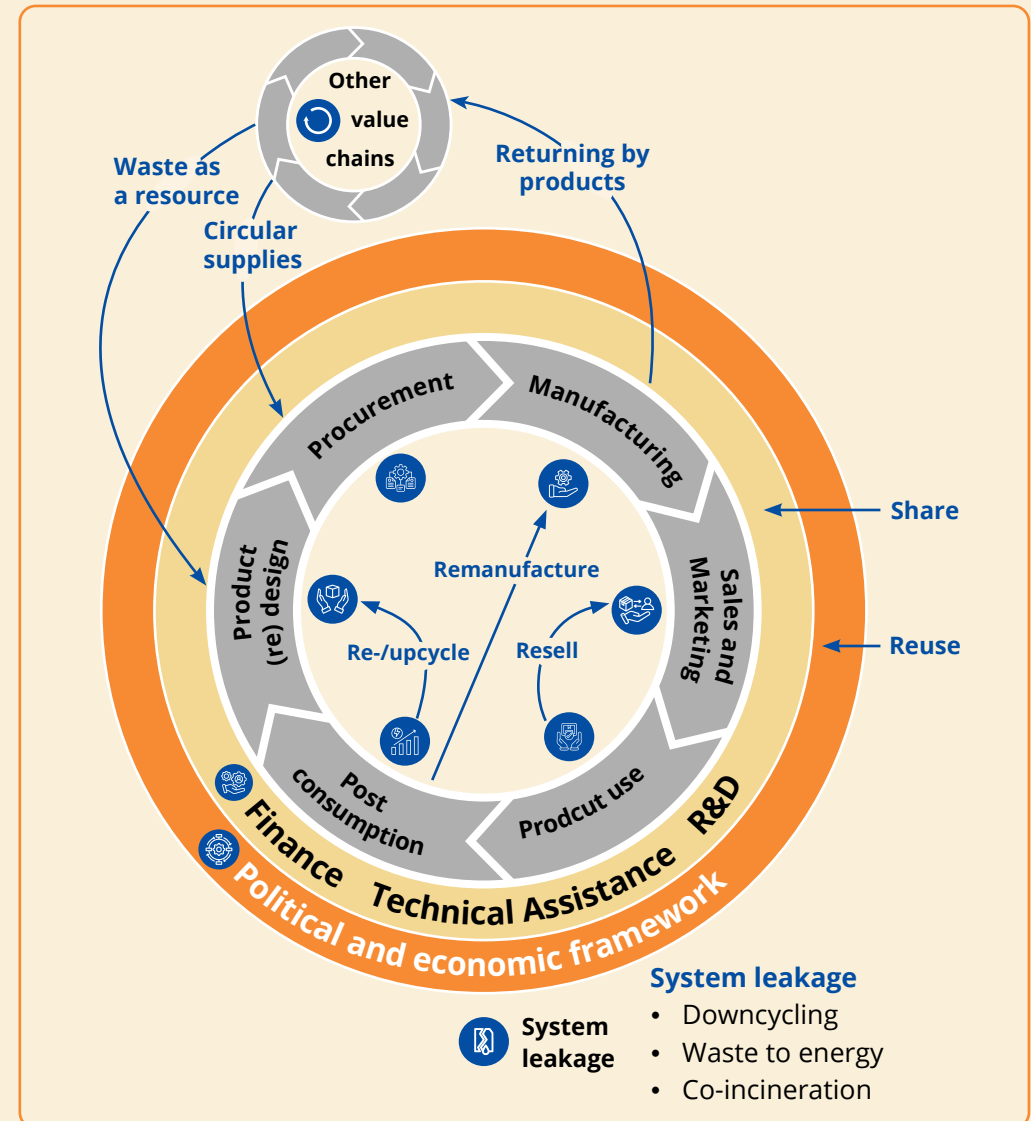 Other
value
chains
Waste as
a resource
Returning by
products
Circular
supplies
Procurement
Manufacturing
Share
Product
(re) design
Remanufacture
Sales and
Marketing
Re-/upcycle
Resell
Reuse
Post
consumption
Prodcut use
Finance Technical Assistance R&D
Political and economic framework
System
leakage
System leakage
• Downcycling
• Waste to energy
• Co-incineration